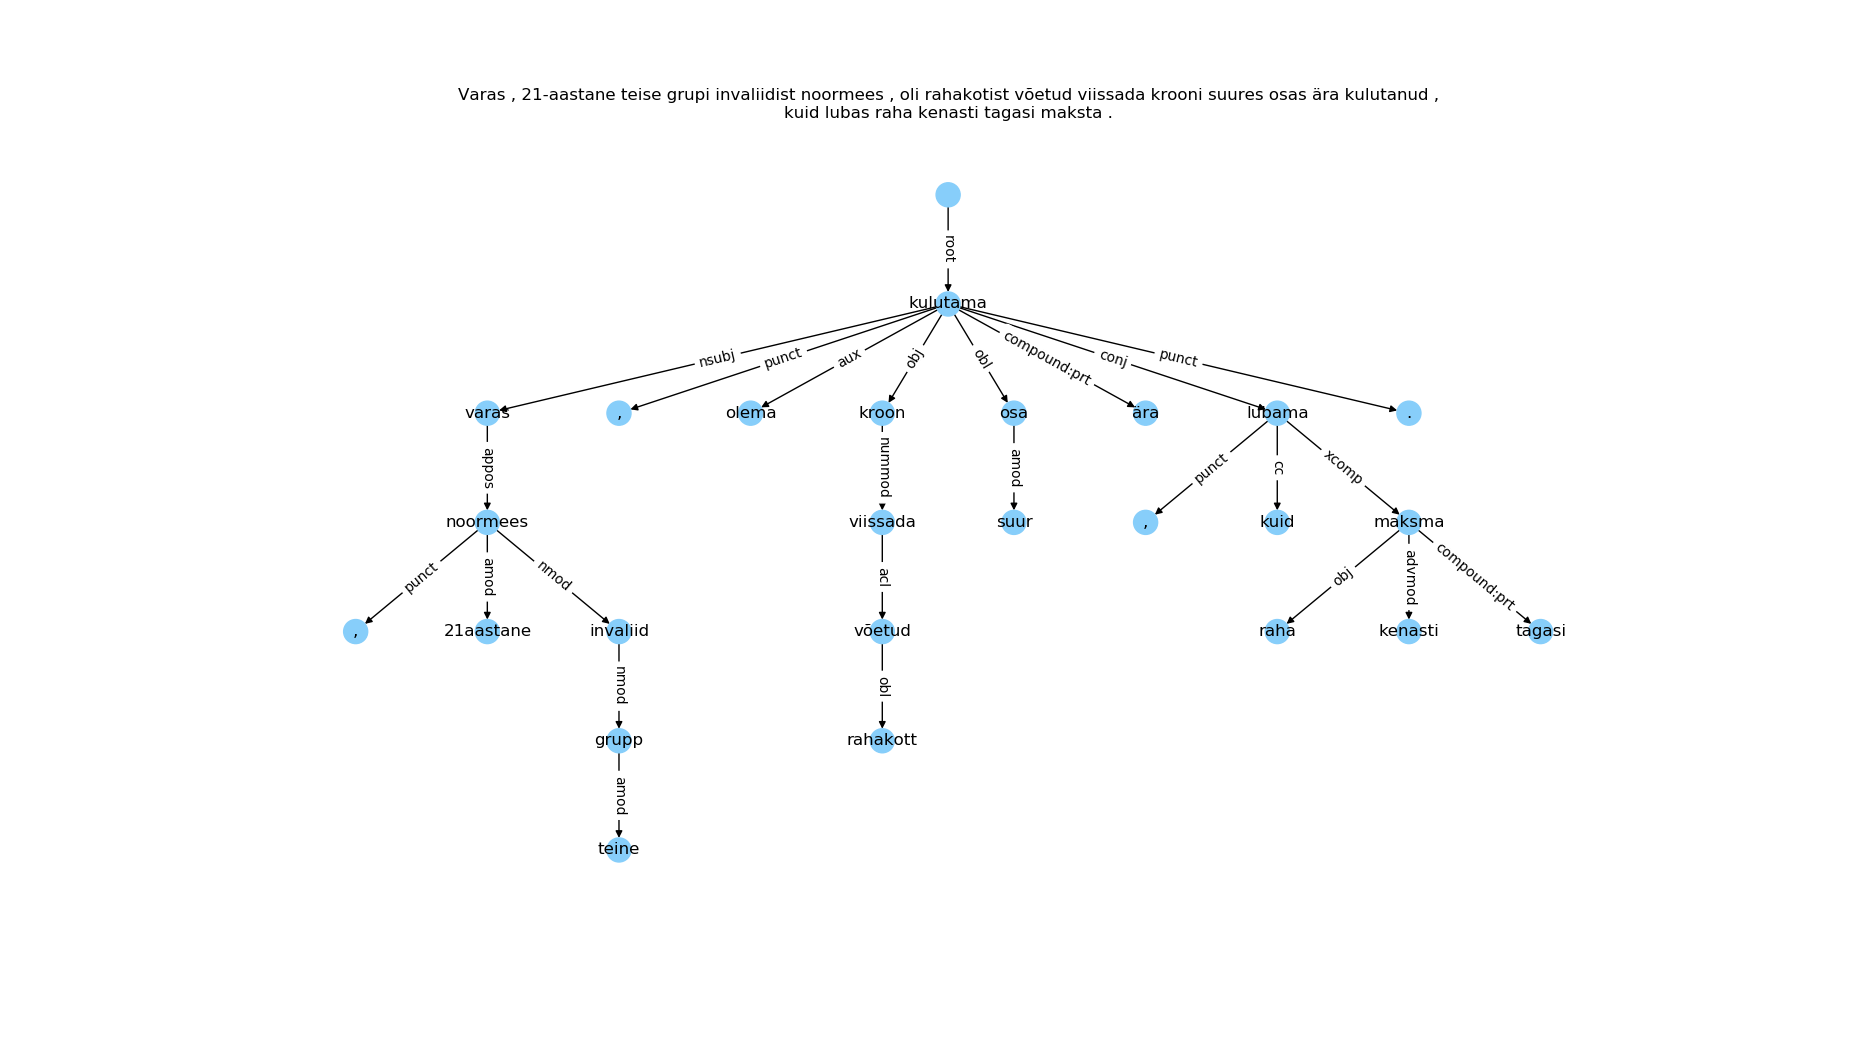 Varas , 21-aastane teise grupi invaliidist noormees , oli rahakotist võetud viissada krooni suures osas ära kulutanud ,
kuid lubas raha kenasti tagasi maksta .
root
kulutama
nsubj punct aux obj obl compound:prt conj punct
varas , olema kroon osa ära lubama .
appos nummod amod punct cc xcomp
noormees viissada suur , kuid maksma
punct amod nmod acl obj advmod compound:prt
, 21aastane invaliid võetud raha kenasti tagasi
nmod obl
grupp rahakott
amod
teine